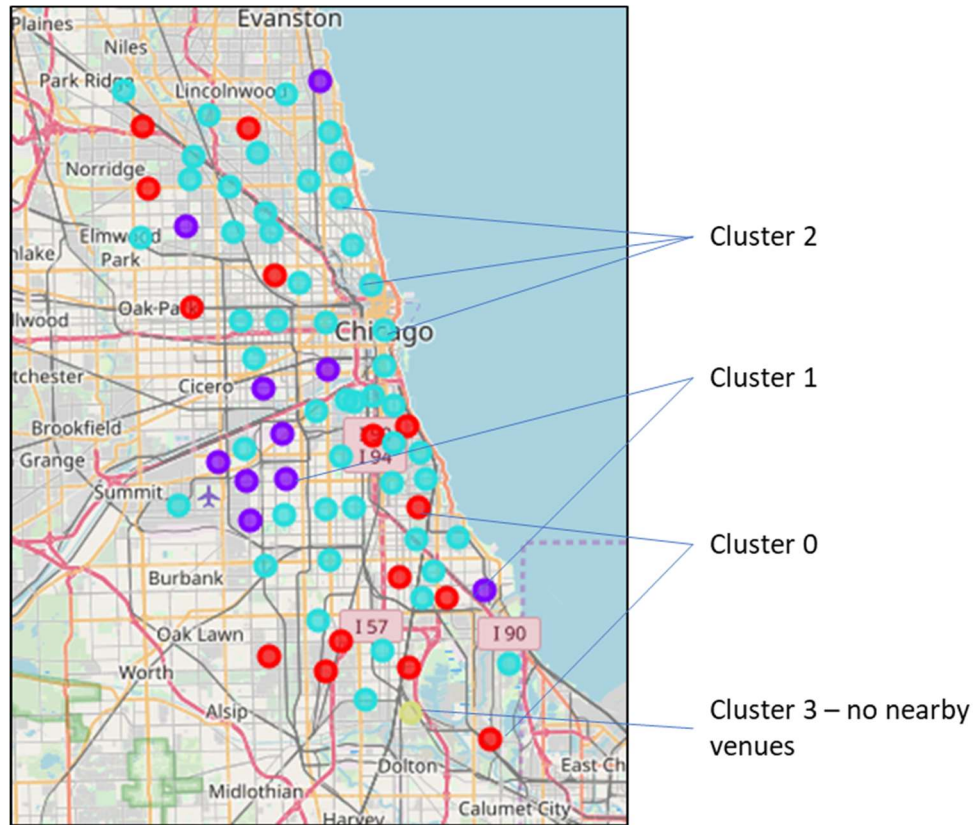 Evanston
Plaines
Niles
Park Ridge
Lincolnwood
Norridge
Elmwood
Park
nlake
Oak Park
llwood
Chicago
tchester
Cicero
Brookfield
Grange
I 94
Summit
Burbank
I 57
I 90
Oak Lawn
Worth
Alsip
Dolton
East Ch
Midlothian
Calumet City
Harvey
Cluster 2
Cluster 1
Cluster 0
Cluster 3 – no nearby
venues